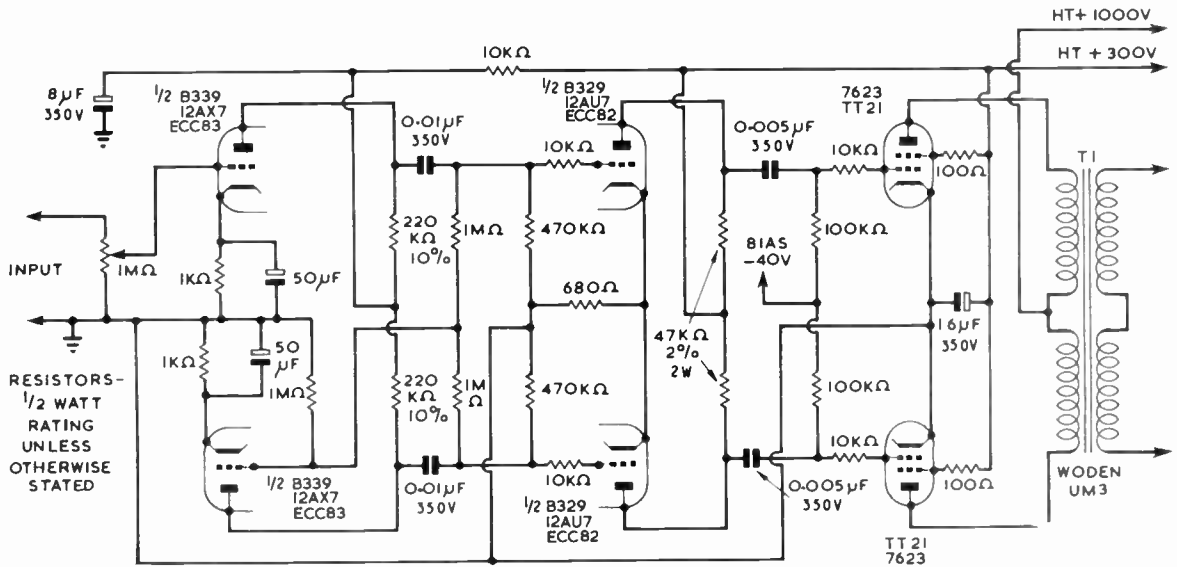 HT+ 1000V
HT + 300V
10KΩ
8µF
350V
1/2 B339
12AX7
ECC83
0·01µF
350V
10KΩ
1/2 B329
12AU7
ECC82
0·005µF
350V
10KΩ
7623
TT21
100Ω
T1
INPUT
1MΩ
1KΩ
50µF
220
KΩ
10%
1MΩ
470KΩ
680Ω
BIAS
-40V
100KΩ
16µF
350V
47KΩ
2%
2W
1KΩ
50
µF
1MΩ
220
KΩ
10%
1M
Ω
470KΩ
100KΩ
RESISTORS-
1/2 WATT
RATING
UNLESS
OTHERWISE
STATED
1/2 B339
12AX7
ECC83
0·01µF
350V
10KΩ
1/2 B329
12AU7
ECC82
0·005µF
350V
10KΩ
100Ω
TT21
7623
WODEN
UM3